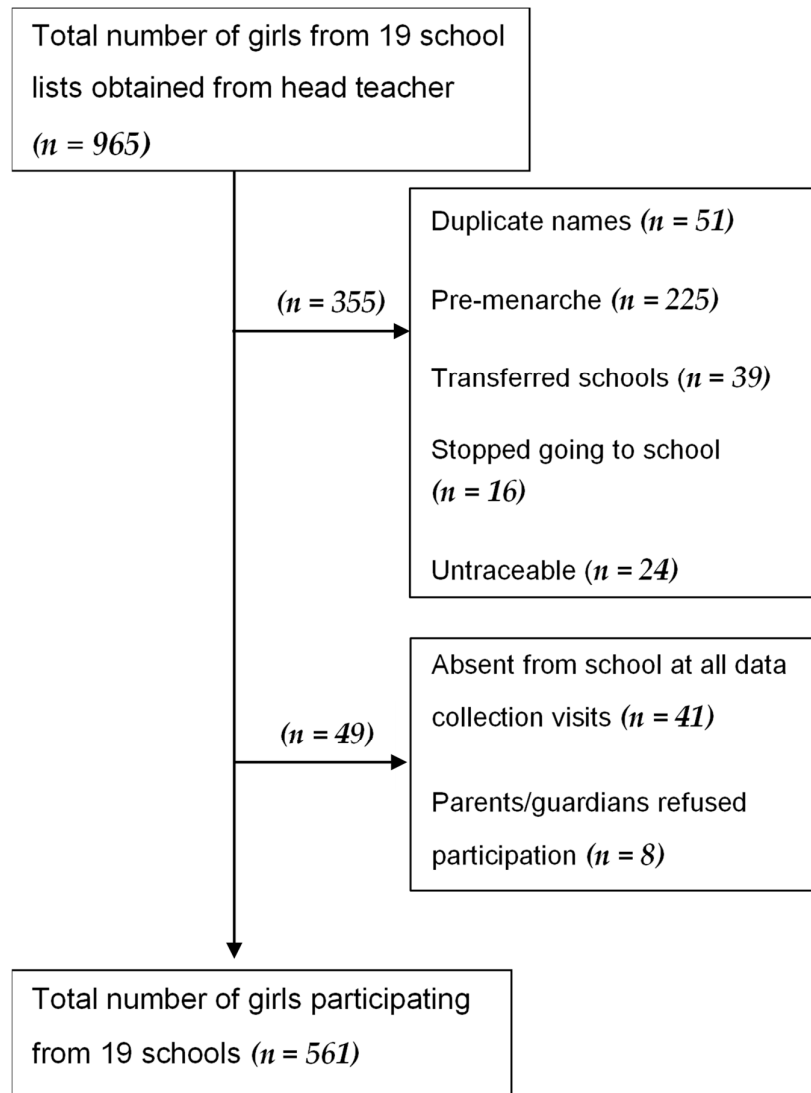 Total number of girls from 19 school
lists obtained from head teacher
(n = 965)
(n = 355)
Duplicate names (n = 51)
Pre-menarche (n = 225)
Transferred schools (n = 39)
Stopped going to school
(n = 16)
Untraceable (n = 24)
(n = 49)
Absent from school at all data
collection visits (n = 41)
Parents/guardians refused
participation (n = 8)
Total number of girls participating
from 19 schools (n = 561)